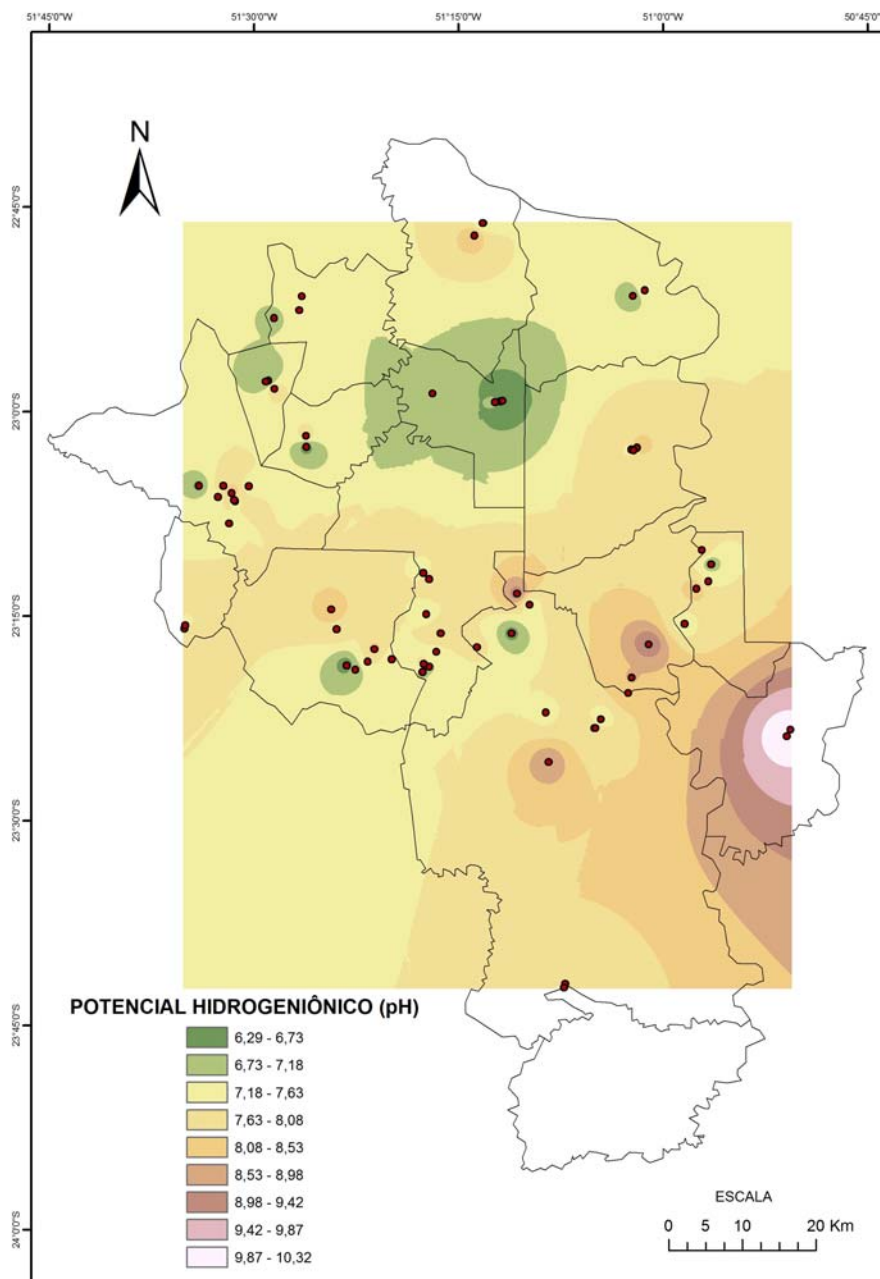 51°45'0"W 51°30'0"W 51°15'0"W 51°0'0"W 50°45'0"W
N
22°45'0"S
23°0'0"S
23°15'0"S
23°30'0"S
23°45'0"S
24°0'0"S
POTENCIAL HIDROGENIÔNICO (pH)
6,29 - 6,73
6,73 - 7,18
7,18 - 7,63
7,63 - 8,08
8,08 - 8,53
8,53 - 8,98
8,98 - 9,42
9,42 - 9,87
9,87 - 10,32
ESCALA
0 5 10 20 Km